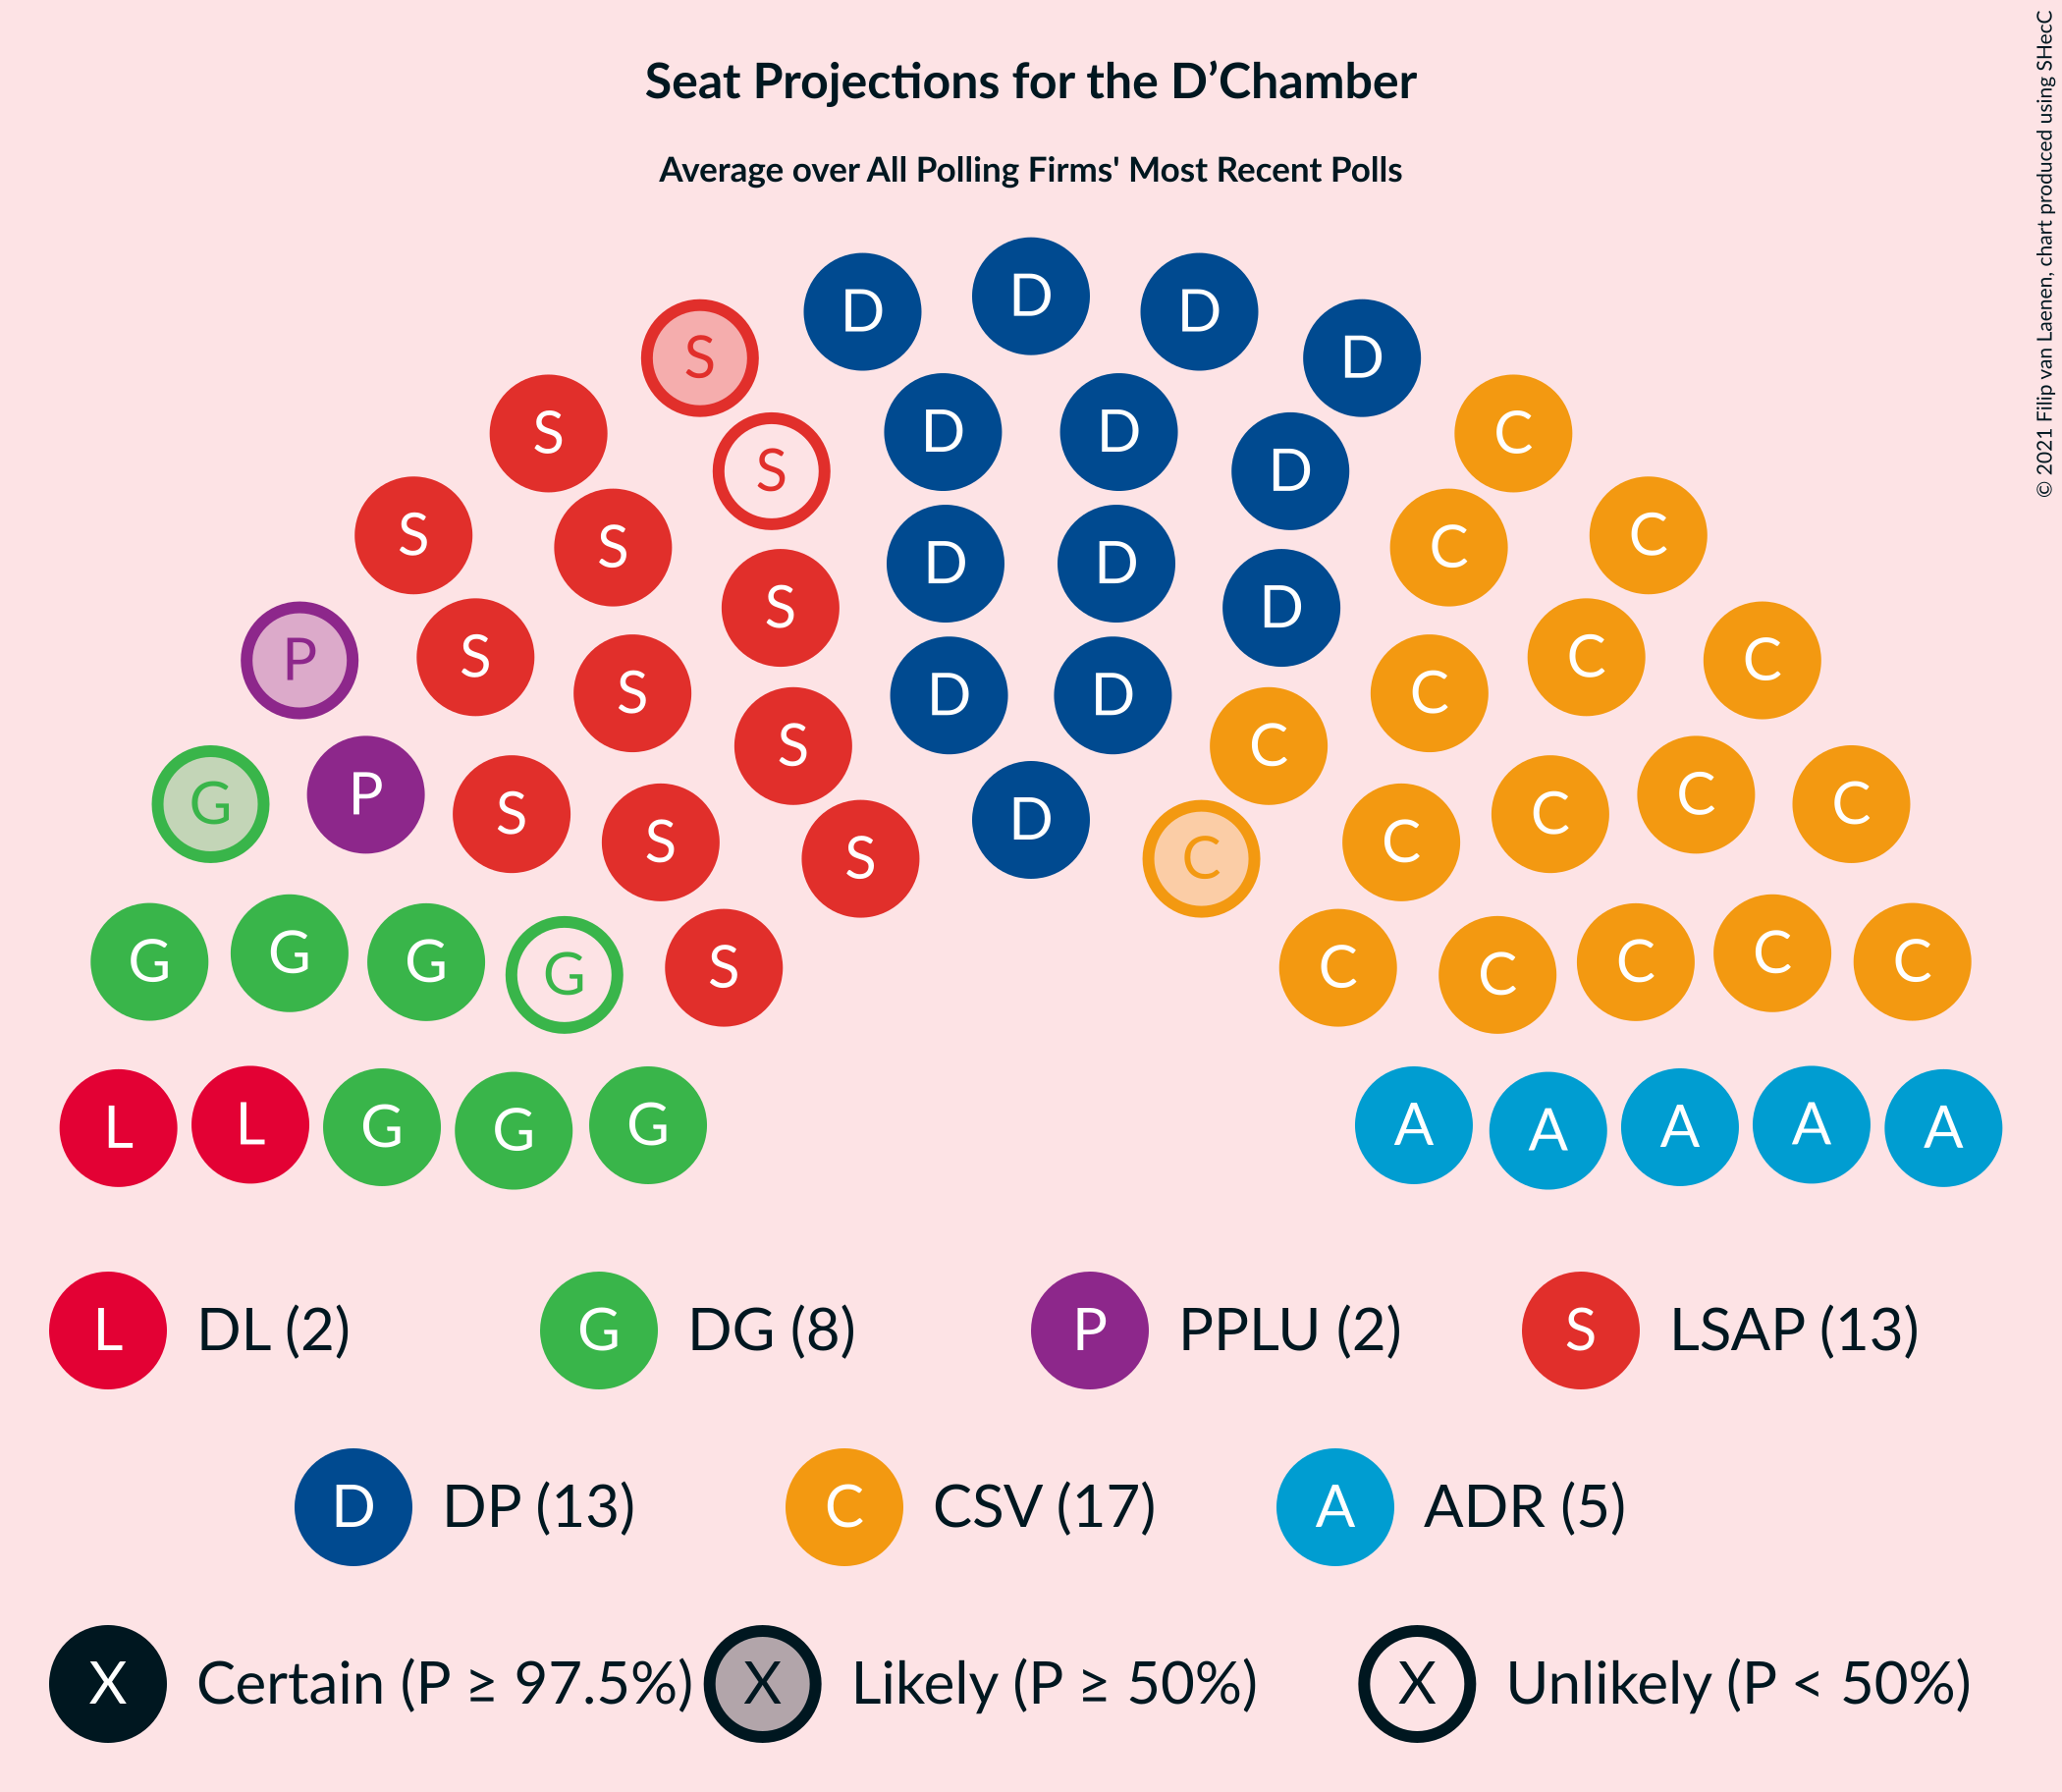 Seat Projections for the D’Chamber
Average over All Polling Firms' Most Recent Polls
© 2021 Filip van Laenen, chart produced using SHecC
D
D D
S D
D D
S D
S C
S D
S C
S C
D D
S D
S C
P C
S C
D D
S C
G C
P C
S C
D
S C
S C
G G
G G
S C
C C
C C
L L G G G A A A A A
L DL (2) G DG (8) P PPLU (2) S LSAP (13)
D DP (13) C CSV (17) A ADR (5)
X Certain (P ≥ 97.5%) X Likely (P ≥ 50%) X Unlikely (P < 50%)